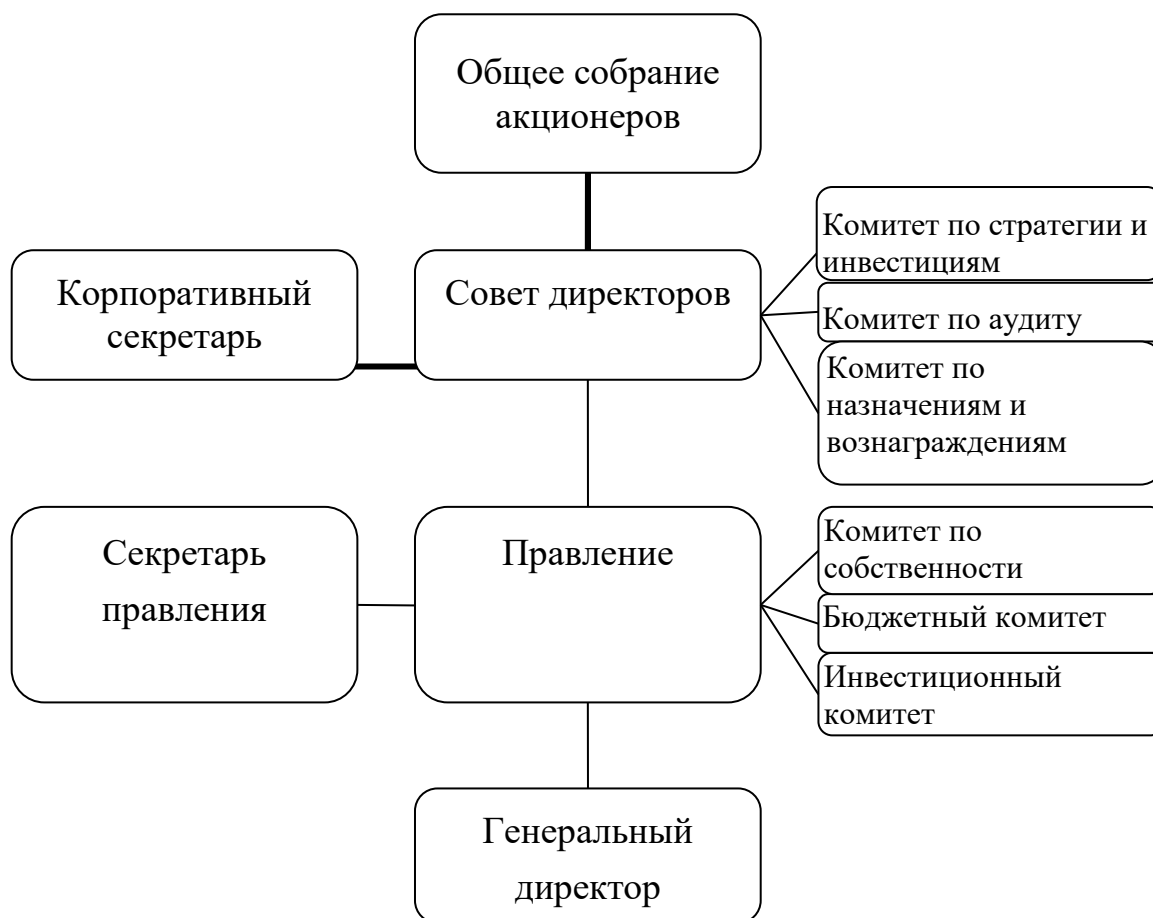 Общее собрание
акционеров
Корпоративный
секретарь
Совет директоров
Комитет по стратегии и
инвестициям
Комитет по аудиту
Комитет по
назначениям и
вознаграждениям
Секретарь
правления
Правление
Комитет по
собственности
Бюджетный комитет
Инвестиционный
комитет
Генеральный
директор